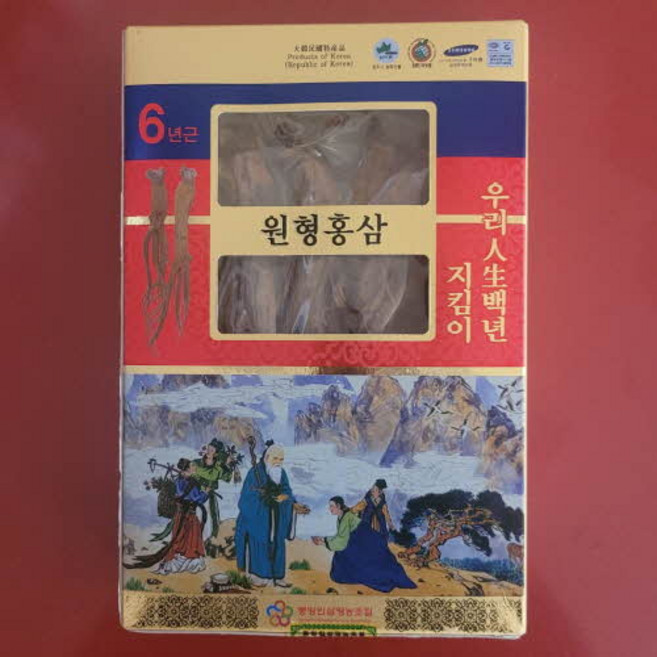 大韓民國特産品
Products of Korea
(Republic of Korea)
6년근
원형홍삼
우리人生백년
지킴이